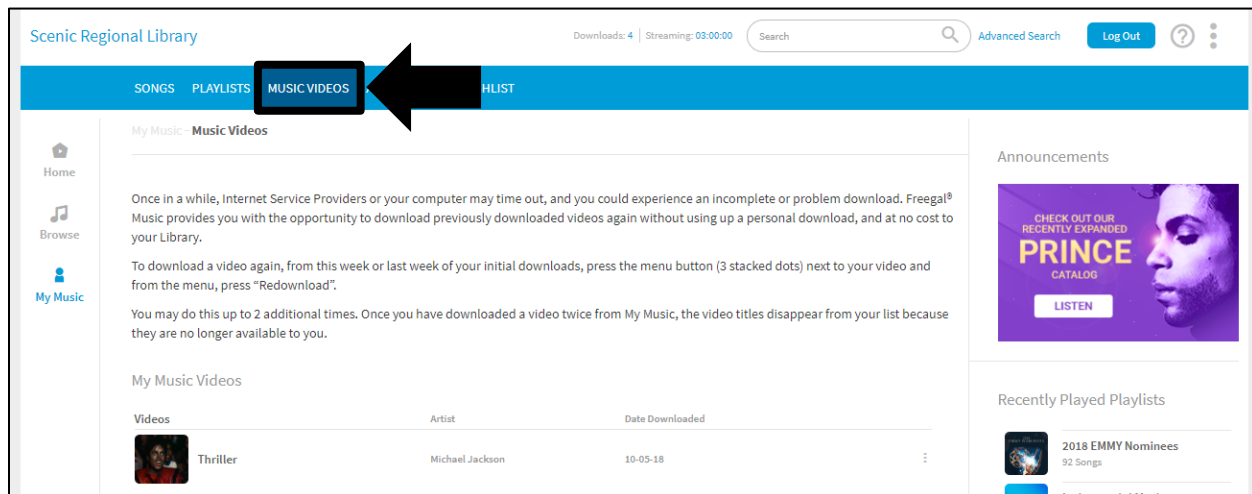 Scenic Regional Library
Downloads: 4 | Streaming: 03:00:00
Search
Advanced Search
Log Out
SONGS PLAYLISTS MUSIC VIDEOS HLIST
My Music - Music Videos
Home
Browse
My Music
Once in a while, Internet Service Providers or your computer may time out, and you could experience an incomplete or problem download. Freegal®
Music provides you with the opportunity to download previously downloaded videos again without using up a personal download, and at no cost to
your Library.
To download a video again, from this week or last week of your initial downloads, press the menu button (3 stacked dots) next to your video and
from the menu, press “Redownload”.
You may do this up to 2 additional times. Once you have downloaded a video twice from My Music, the video titles disappear from your list because
they are no longer available to you.
My Music Videos
Videos Artist Date Downloaded
Thriller Michael Jackson 10-05-18
Announcements
CHECK OUT OUR
RECENTLY EXPANDED
PRINCE
CATALOG
LISTEN
Recently Played Playlists
2018 EMMY Nominees
92 Songs